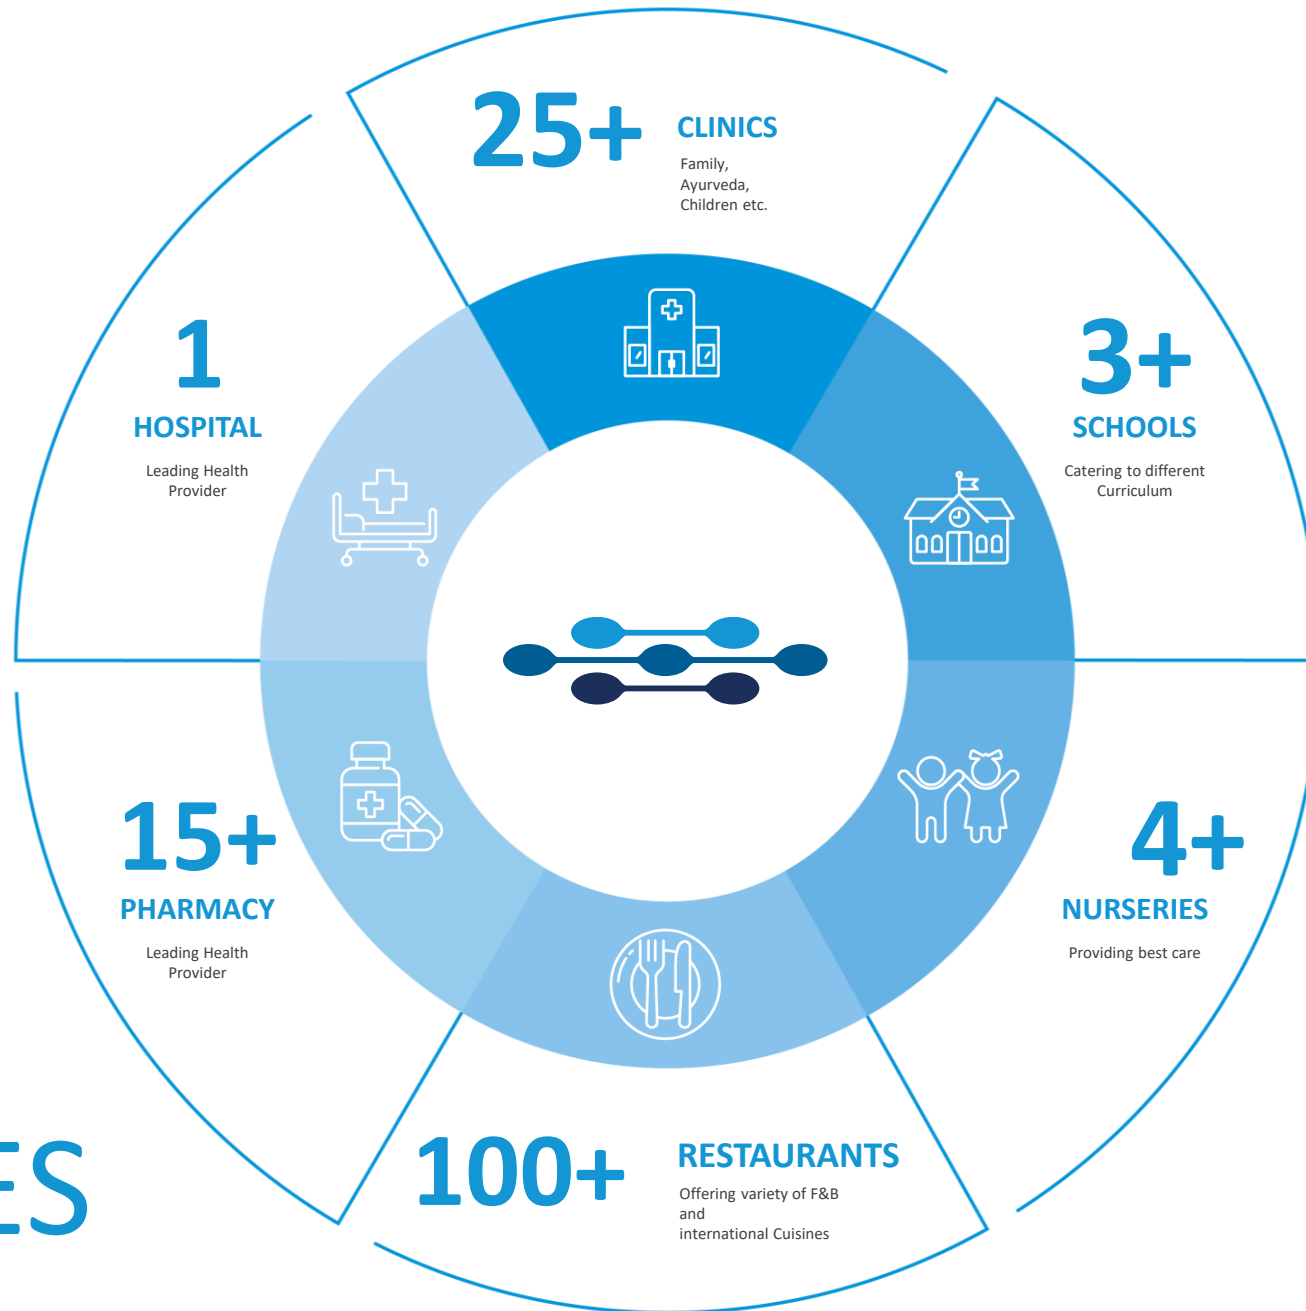 25+
CLINICS
Family,
Ayurveda,
Children etc.
1
HOSPITAL
Leading Health
Provider
3+
SCHOOLS
Catering to different
Curriculum
15+
PHARMACY
Leading Health
Provider
4+
NURSERIES
Providing best care
100+
RESTAURANTS
Offering variety of F&B
and
international Cuisines
ES